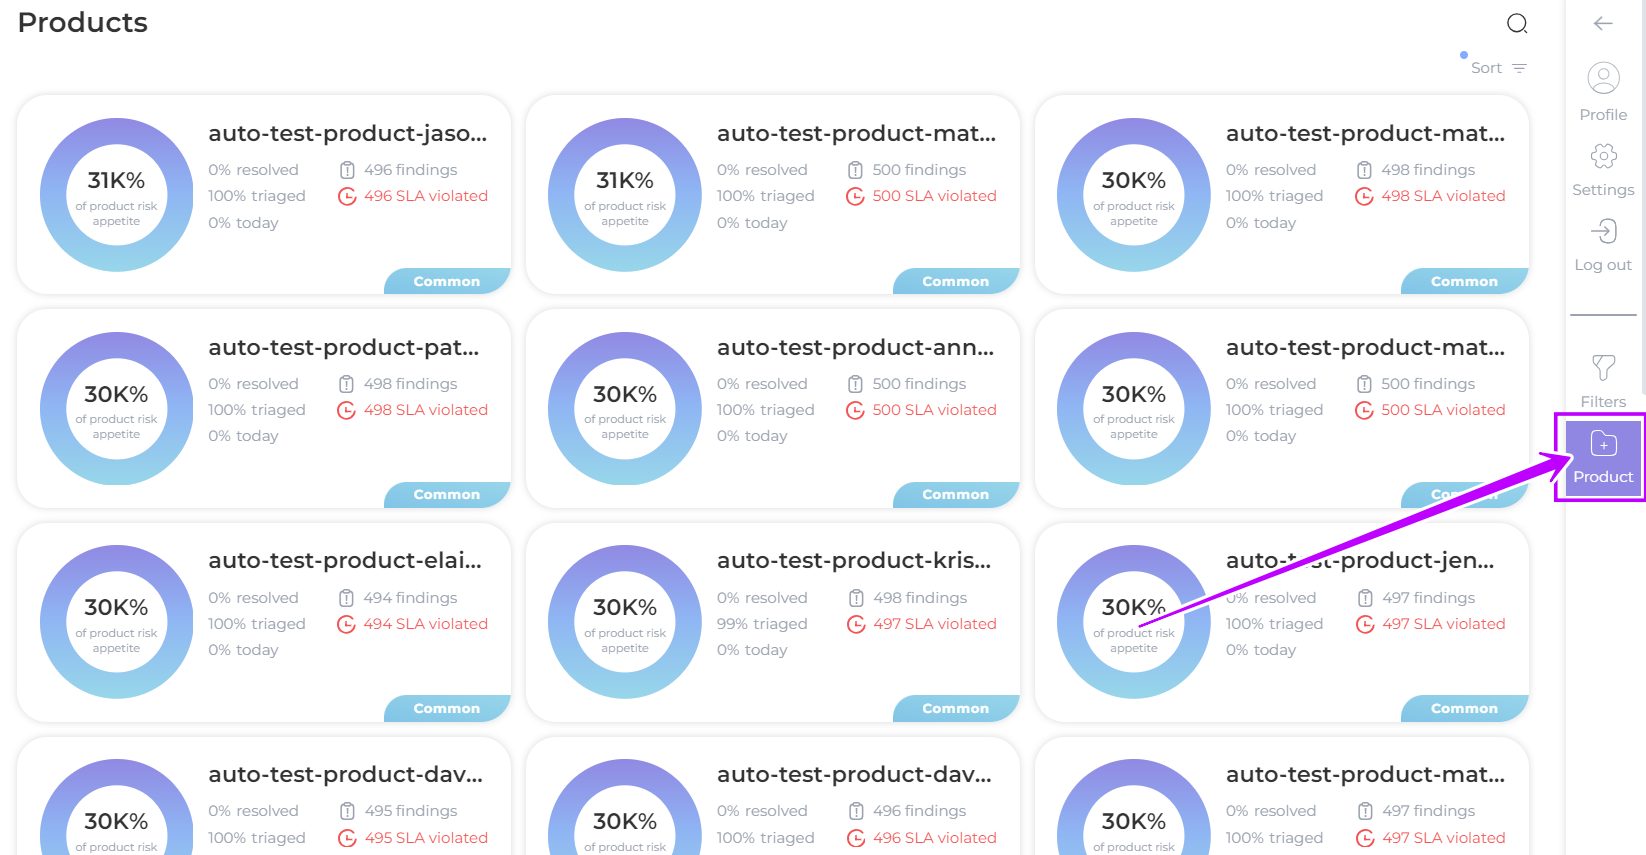 Products
Sort
auto-test-product-jaso...
31K%
of product risk
appetite
0% resolved
496 findings
100% triaged
496 SLA violated
0% today
Common
auto-test-product-mat...
31K%
of product risk
appetite
0% resolved
500 findings
100% triaged
500 SLA violated
0% today
Common
auto-test-product-mat...
30K%
of product risk
appetite
0% resolved
498 findings
100% triaged
498 SLA violated
0% today
Common
auto-test-product-pat...
30K%
of product risk
appetite
0% resolved
498 findings
100% triaged
498 SLA violated
0% today
Common
auto-test-product-ann...
30K%
of product risk
appetite
0% resolved
500 findings
100% triaged
500 SLA violated
0% today
Common
auto-test-product-mat...
30K%
of product risk
appetite
0% resolved
500 findings
100% triaged
500 SLA violated
0% today
Common
auto-test-product-elai...
30K%
of product risk
appetite
0% resolved
494 findings
100% triaged
494 SLA violated
0% today
Common
auto-test-product-kris...
30K%
of product risk
appetite
0% resolved
498 findings
99% triaged
497 SLA violated
0% today
Common
auto-test-product-jen...
30K%
of product risk
appetite
0% resolved
497 findings
100% triaged
497 SLA violated
0% today
Common
auto-test-product-dav...
30K%
of product risk
0% resolved
495 findings
100% triaged
495 SLA violated
auto-test-product-dav...
30K%
of product risk
0% resolved
496 findings
100% triaged
496 SLA violated
auto-test-product-mat...
30K%
of product risk
0% resolved
497 findings
100% triaged
497 SLA violated
Profile
Settings
Log out
Filters
Product